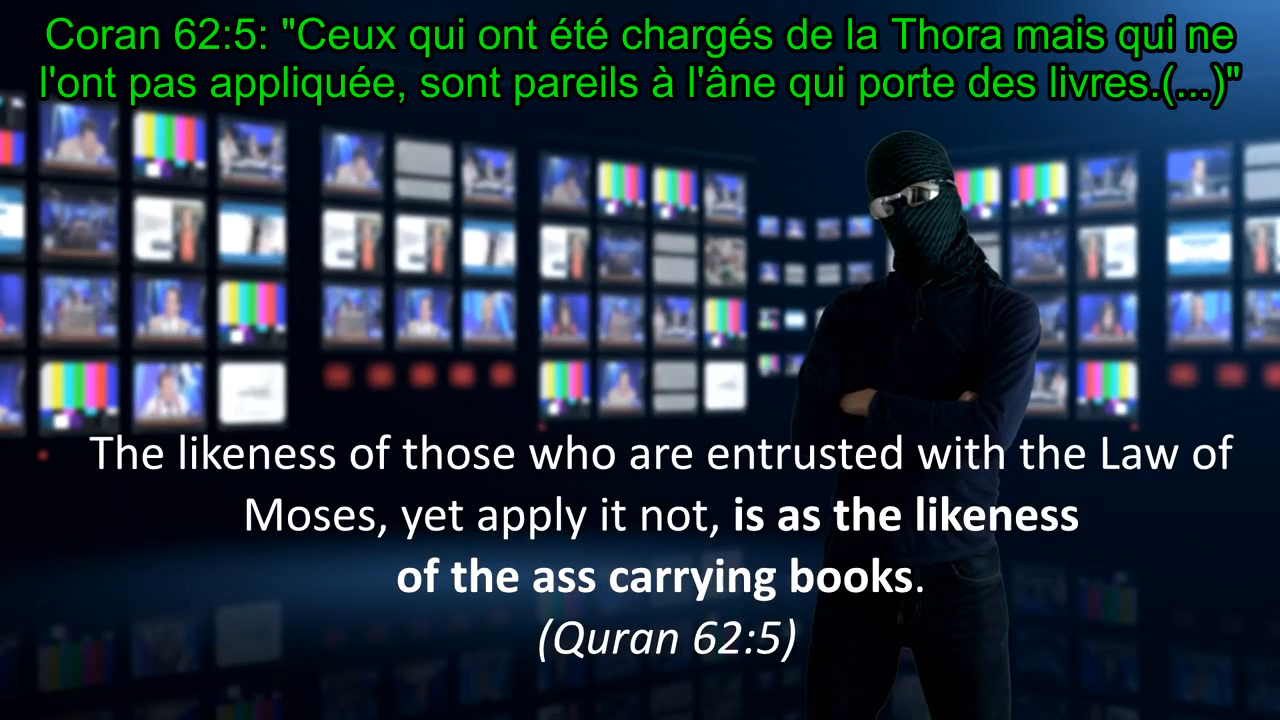 Coran 62:5: "Ceux qui ont été chargés de la Thora mais qui ne
l'ont pas appliquée, sont pareils à l'âne qui porte des livres.(...)"
The likeness of those who are entrusted with the Law of
Moses, yet apply it not, is as the likeness
of the ass carrying books.
(Quran 62:5)